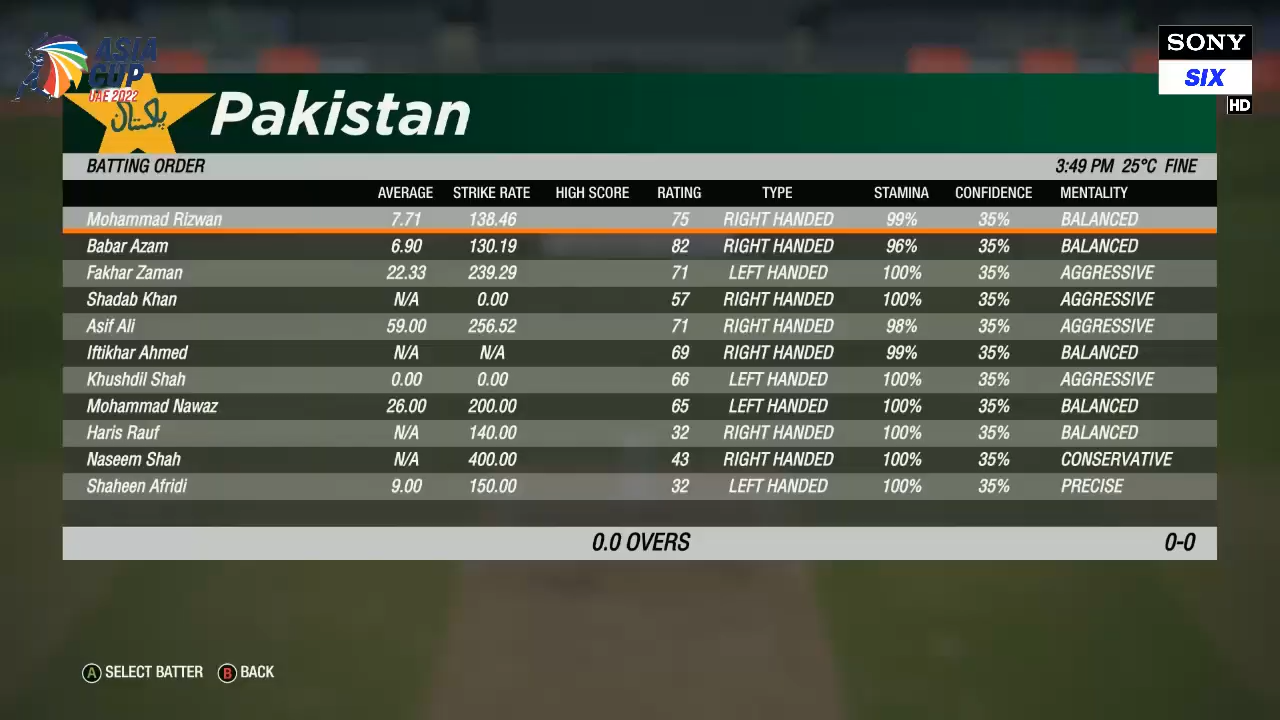 ASIA
CUP
UAE 2022
پاکستان
Pakistan
SONY
SIX
HD
BATTING ORDER 3:49 PM 25°C FINE
AVERAGE STRIKE RATE HIGH SCORE RATING TYPE STAMINA CONFIDENCE MENTALITY
Mohammad Rizwan 7.71 138.46 75 RIGHT HANDED 99% 35% BALANCED
Babar Azam 6.90 130.19 82 RIGHT HANDED 96% 35% BALANCED
Fakhar Zaman 22.33 239.29 71 LEFT HANDED 100% 35% AGGRESSIVE
Shadab Khan N/A 0.00 57 RIGHT HANDED 100% 35% AGGRESSIVE
Asif Ali 59.00 256.52 71 RIGHT HANDED 98% 35% AGGRESSIVE
Iftikhar Ahmed N/A N/A 69 RIGHT HANDED 99% 35% BALANCED
Khushdil Shah 0.00 0.00 66 LEFT HANDED 100% 35% AGGRESSIVE
Mohammad Nawaz 26.00 200.00 65 LEFT HANDED 100% 35% BALANCED
Haris Rauf N/A 140.00 32 RIGHT HANDED 100% 35% BALANCED
Naseem Shah N/A 400.00 43 RIGHT HANDED 100% 35% CONSERVATIVE
Shaheen Afridi 9.00 150.00 32 LEFT HANDED 100% 35% PRECISE
0.0 OVERS 0-0
A SELECT BATTER B BACK